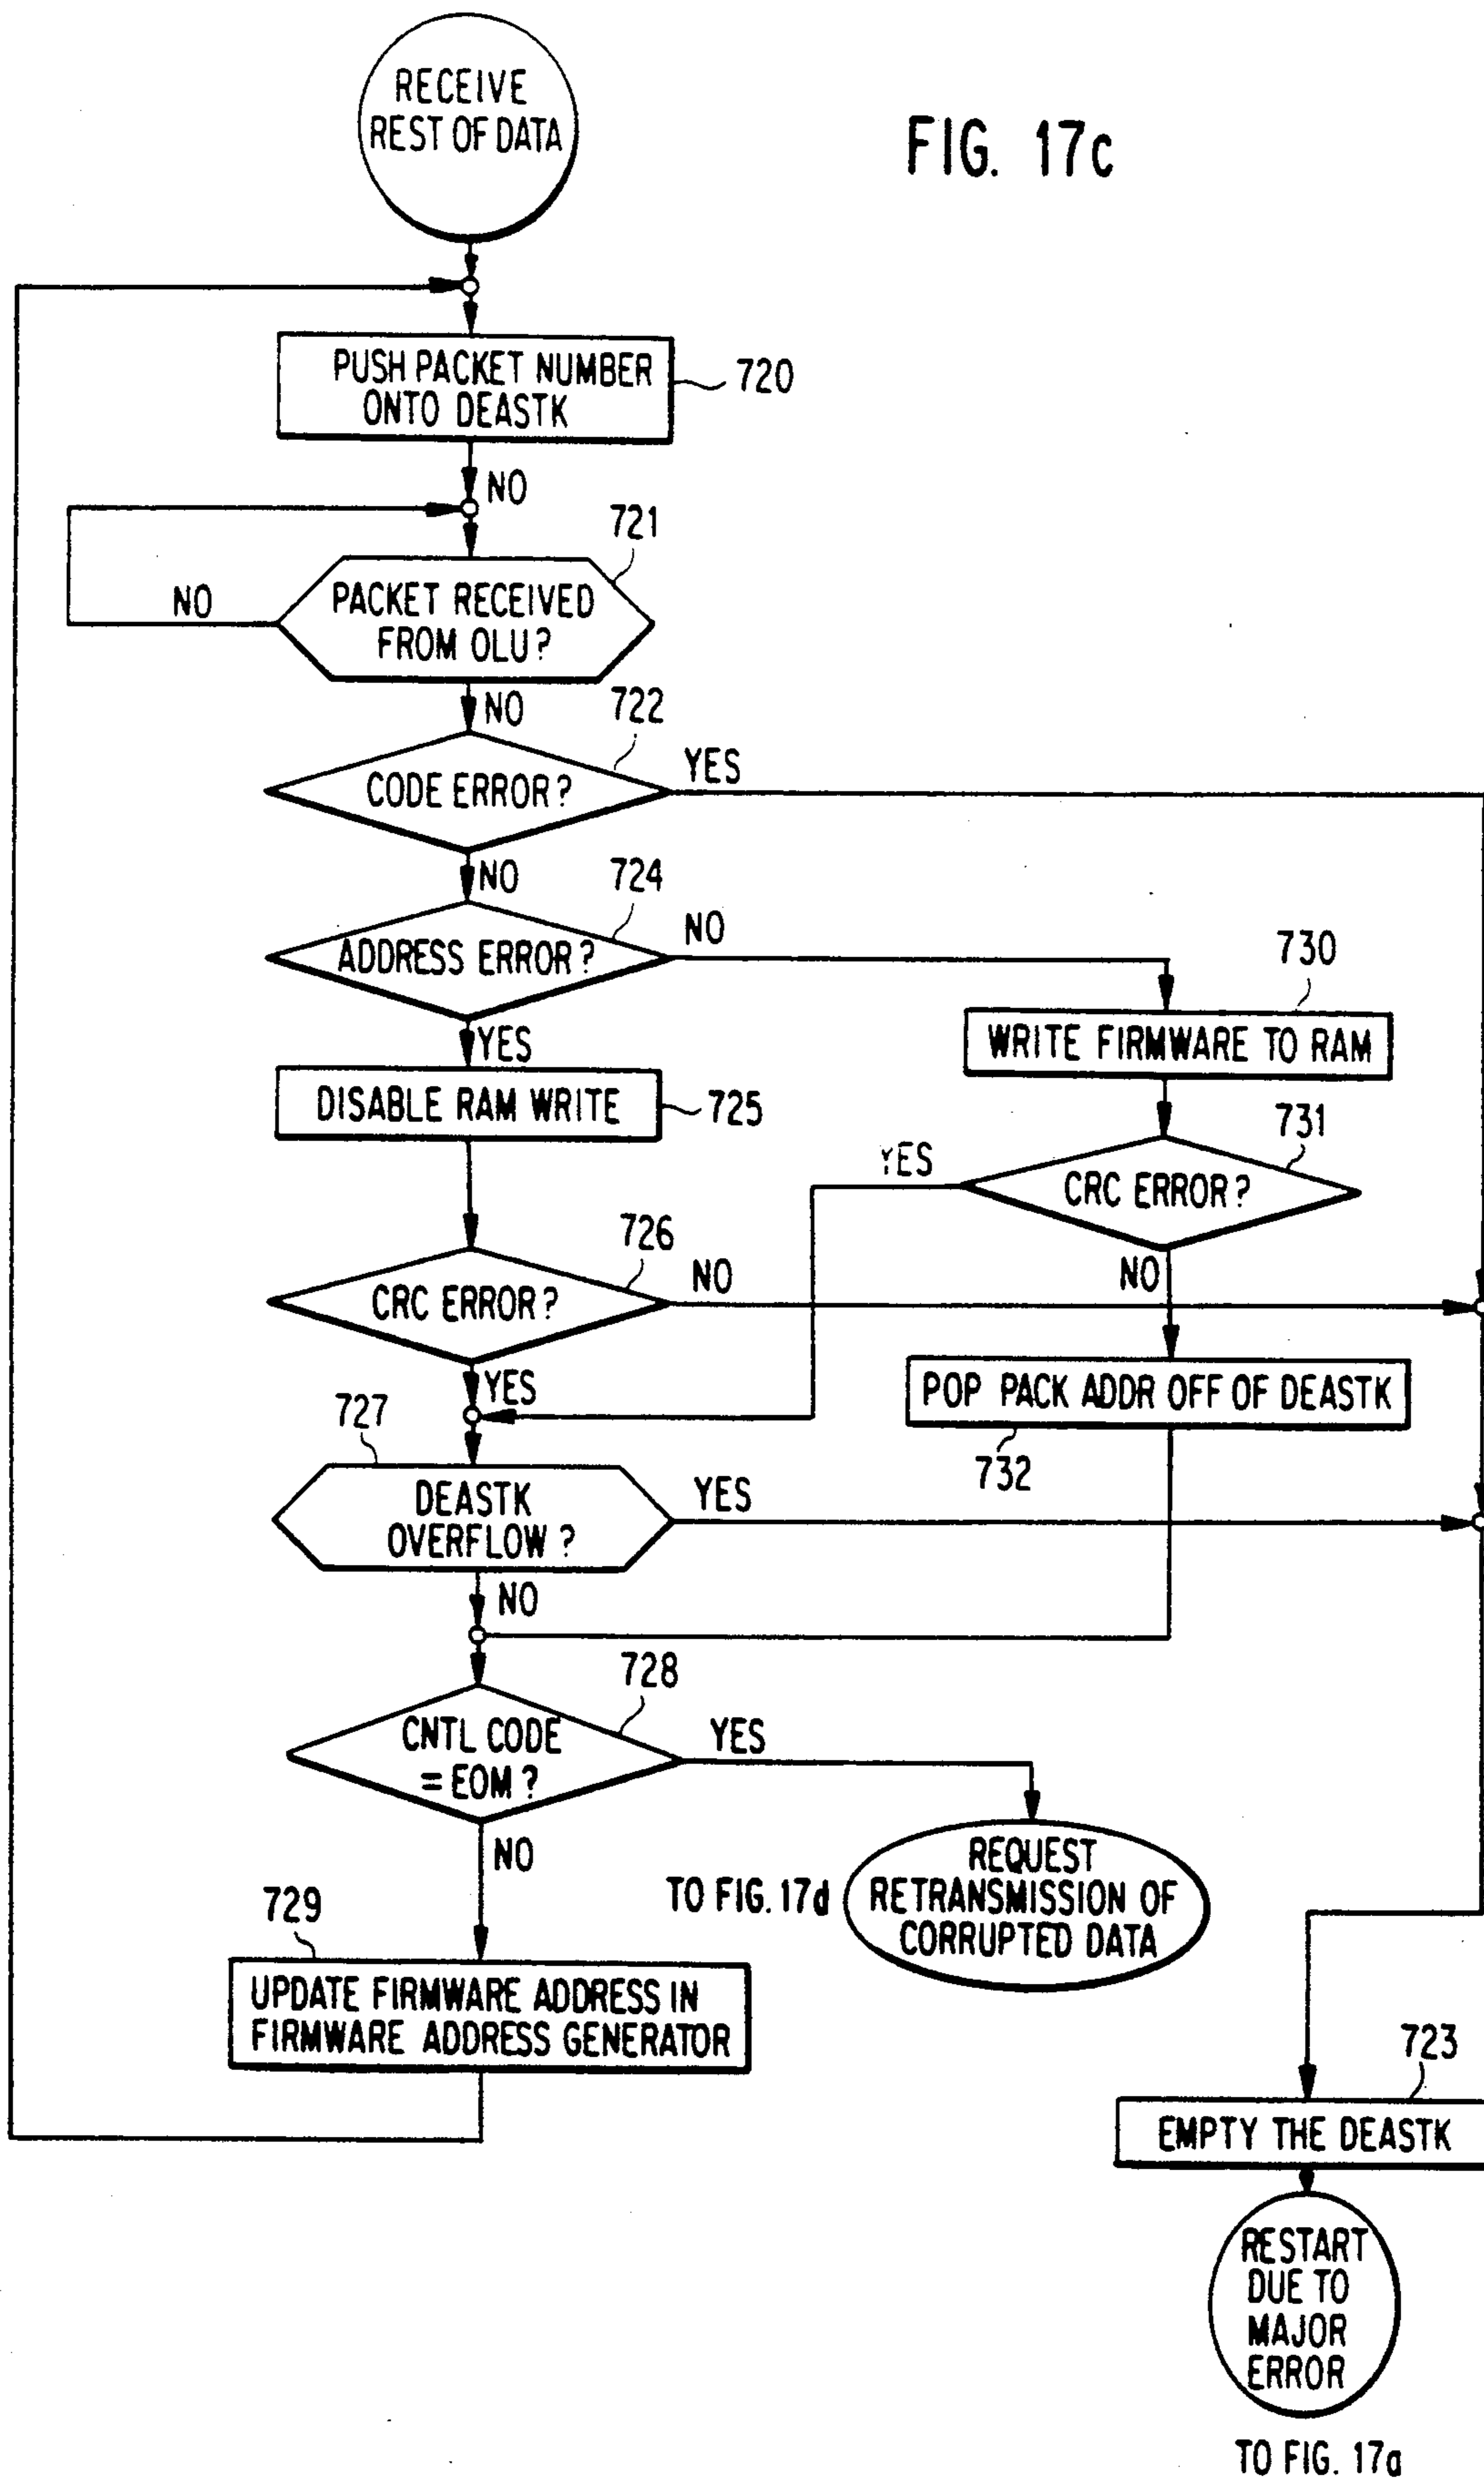 RECEIVE
REST OF DATA
FIG. 17c
PUSH PACKET NUMBER
ONTO DEASTK
720
NO
721
NO
PACKET RECEIVED
FROM OLU?
NO
722
CODE ERROR?
YES
NO
724
ADDRESS ERROR?
NO
730
YES
WRITE FIRMWARE TO RAM
DISABLE RAM WRITE
725
731
YES
CRC ERROR?
726
CRC ERROR?
NO
NO
YES
POP PACK ADDR OFF OF DEASTK
727
732
DEASTK
OVERFLOW?
YES
NO
728
CNTL CODE
= EOM?
YES
NO
TO FIG. 17d
REQUEST
RETRANSMISSION OF
CORRUPTED DATA
729
UPDATE FIRMWARE ADDRESS IN
FIRMWARE ADDRESS GENERATOR
723
EMPTY THE DEASTK
RESTART
DUE TO
MAJOR
ERROR
TO FIG. 17a